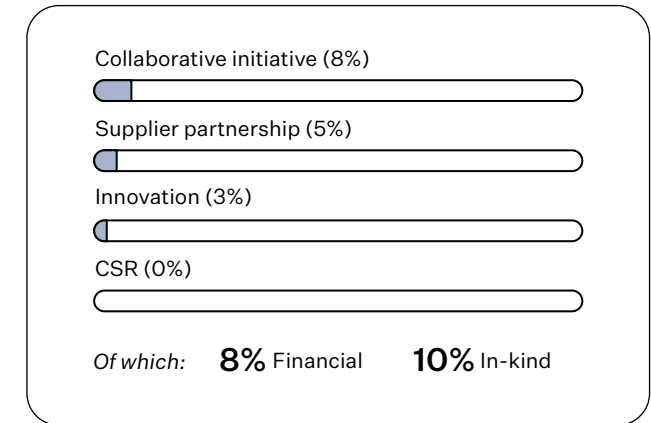 Collaborative initiative (8%)
Supplier partnership (5%)
Innovation (3%)
CSR (0%)
Of which: 8% Financial 10% In-kind